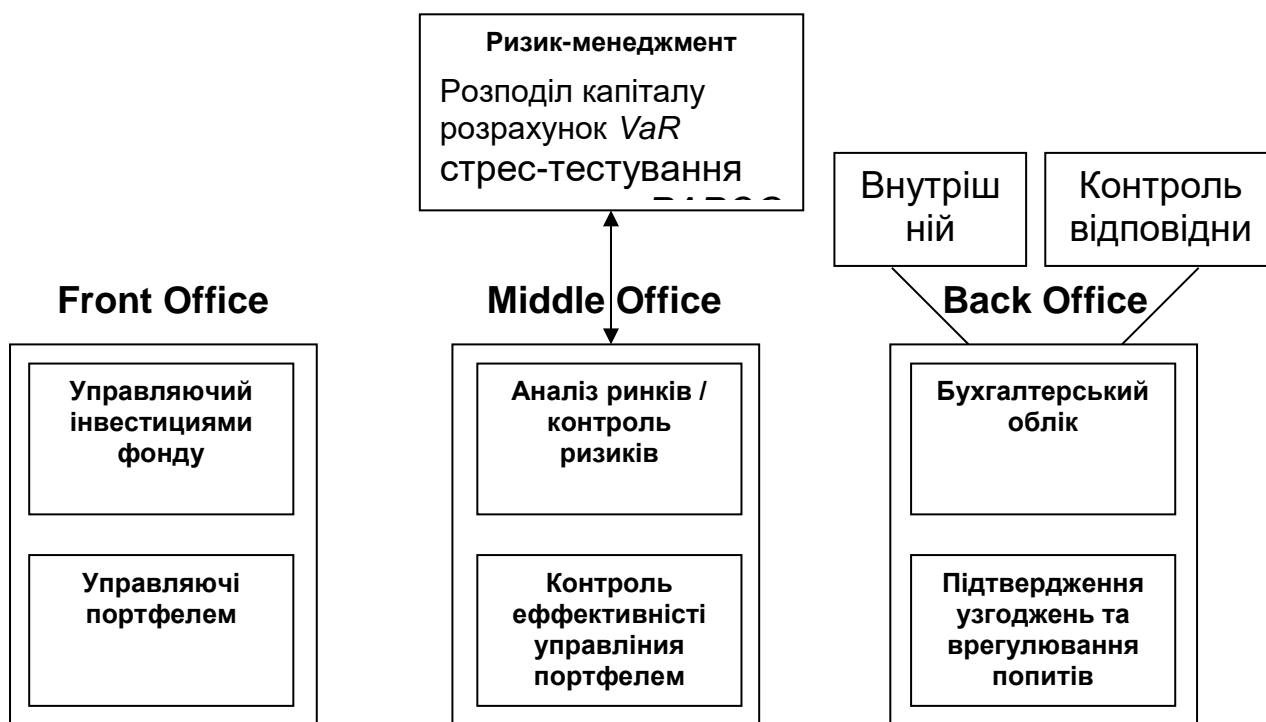 Ризик-менеджмент
Розподіл капіталу
розрахунок VaR
стрес-тестування
Внутріш
ній
Контроль
відповідни
Front Office
Middle Office
Back Office
Управляючий
інвестициями
фонду
Управляючі
портфелем
Аналіз ринків /
контроль
ризиків
Контроль
еффективністі
управліния
портфелем
Бухгалтерський
облік
Підтвердження
узгоджень та
врегулювання
попитів